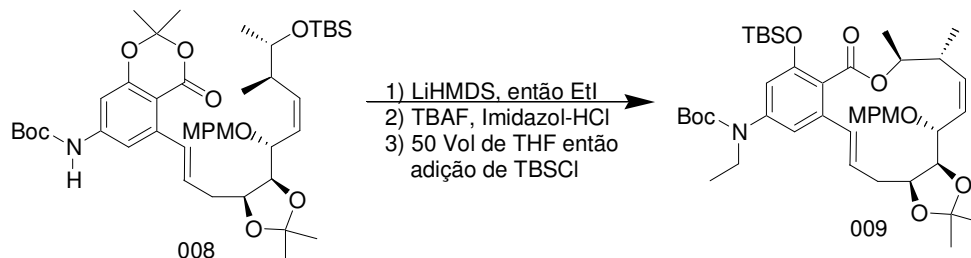 OTBS
O
O
O
Boc
N
H
MPMO
O
O
008
1) LiHMDS, então EtI
2) TBAF, Imidazol-HCl
3) 50 Vol de THF então
adição de TBSCl
TBSO
O
O
Boc
N
MPMO
O
O
009